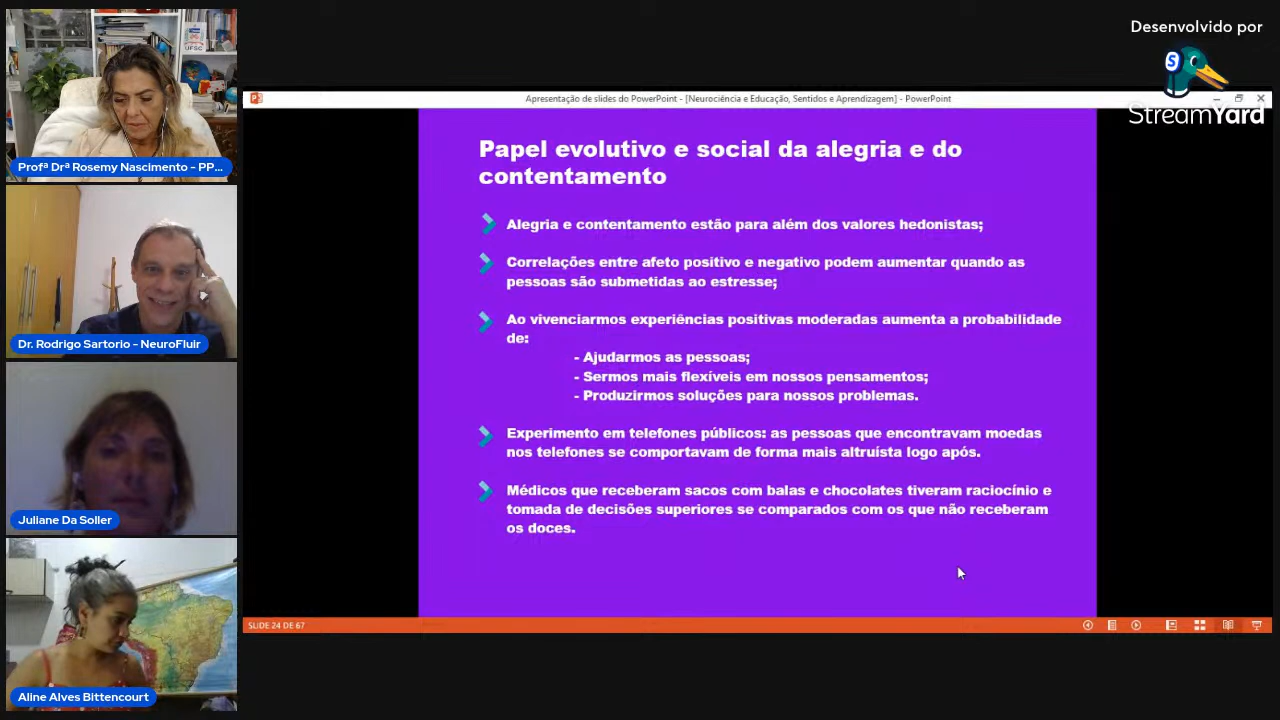 Desenvolvido por
S
StreamYard
Apresentação de slides do PowerPoint - [Neurociência e Educação, Sentidos e Aprendizagem] - PowerPoint
UFSC
Profª Drª Rosemy Nascimento - PP...
Dr. Rodrigo Sartorio - NeuroFluir
Juliane Da Soller
Aline Alves Bittencourt
Papel evolutivo e social da alegria e do
contentamento
Alegria e contentamento estão para além dos valores hedonistas;
Correlações entre afeto positivo e negativo podem aumentar quando as
pessoas são submetidas ao estresse;
Ao vivenciarmos experiências positivas moderadas aumenta a probabilidade
de:
- Ajudarmos as pessoas;
- Sermos mais flexíveis em nossos pensamentos;
- Produzirmos soluções para nossos problemas.
Experimento em telefones públicos: as pessoas que encontravam moedas
nos telefones se comportavam de forma mais altruísta logo após.
Médicos que receberam sacos com balas e chocolates tiveram raciocínio e
tomada de decisões superiores se comparados com os que não receberam
os doces.
SLIDE 24 DE 67